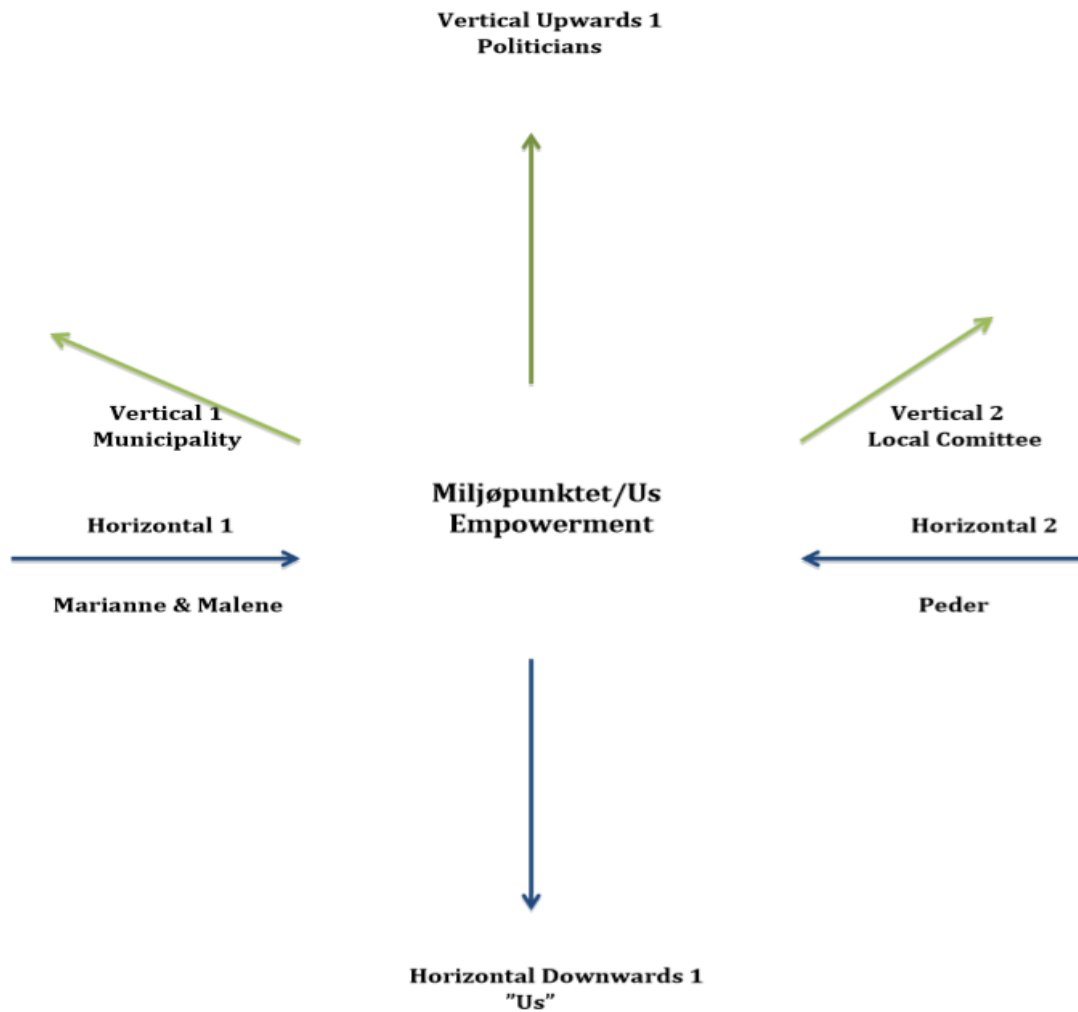 Vertical Upwards 1
Politicians
Vertical 1
Municipality
Vertical 2
Local Comittee
Miljøpunktet/Us
Empowerment
Horizontal 1
Marianne & Malene
Horizontal 2
Peder
Horizontal Downwards 1
”Us”